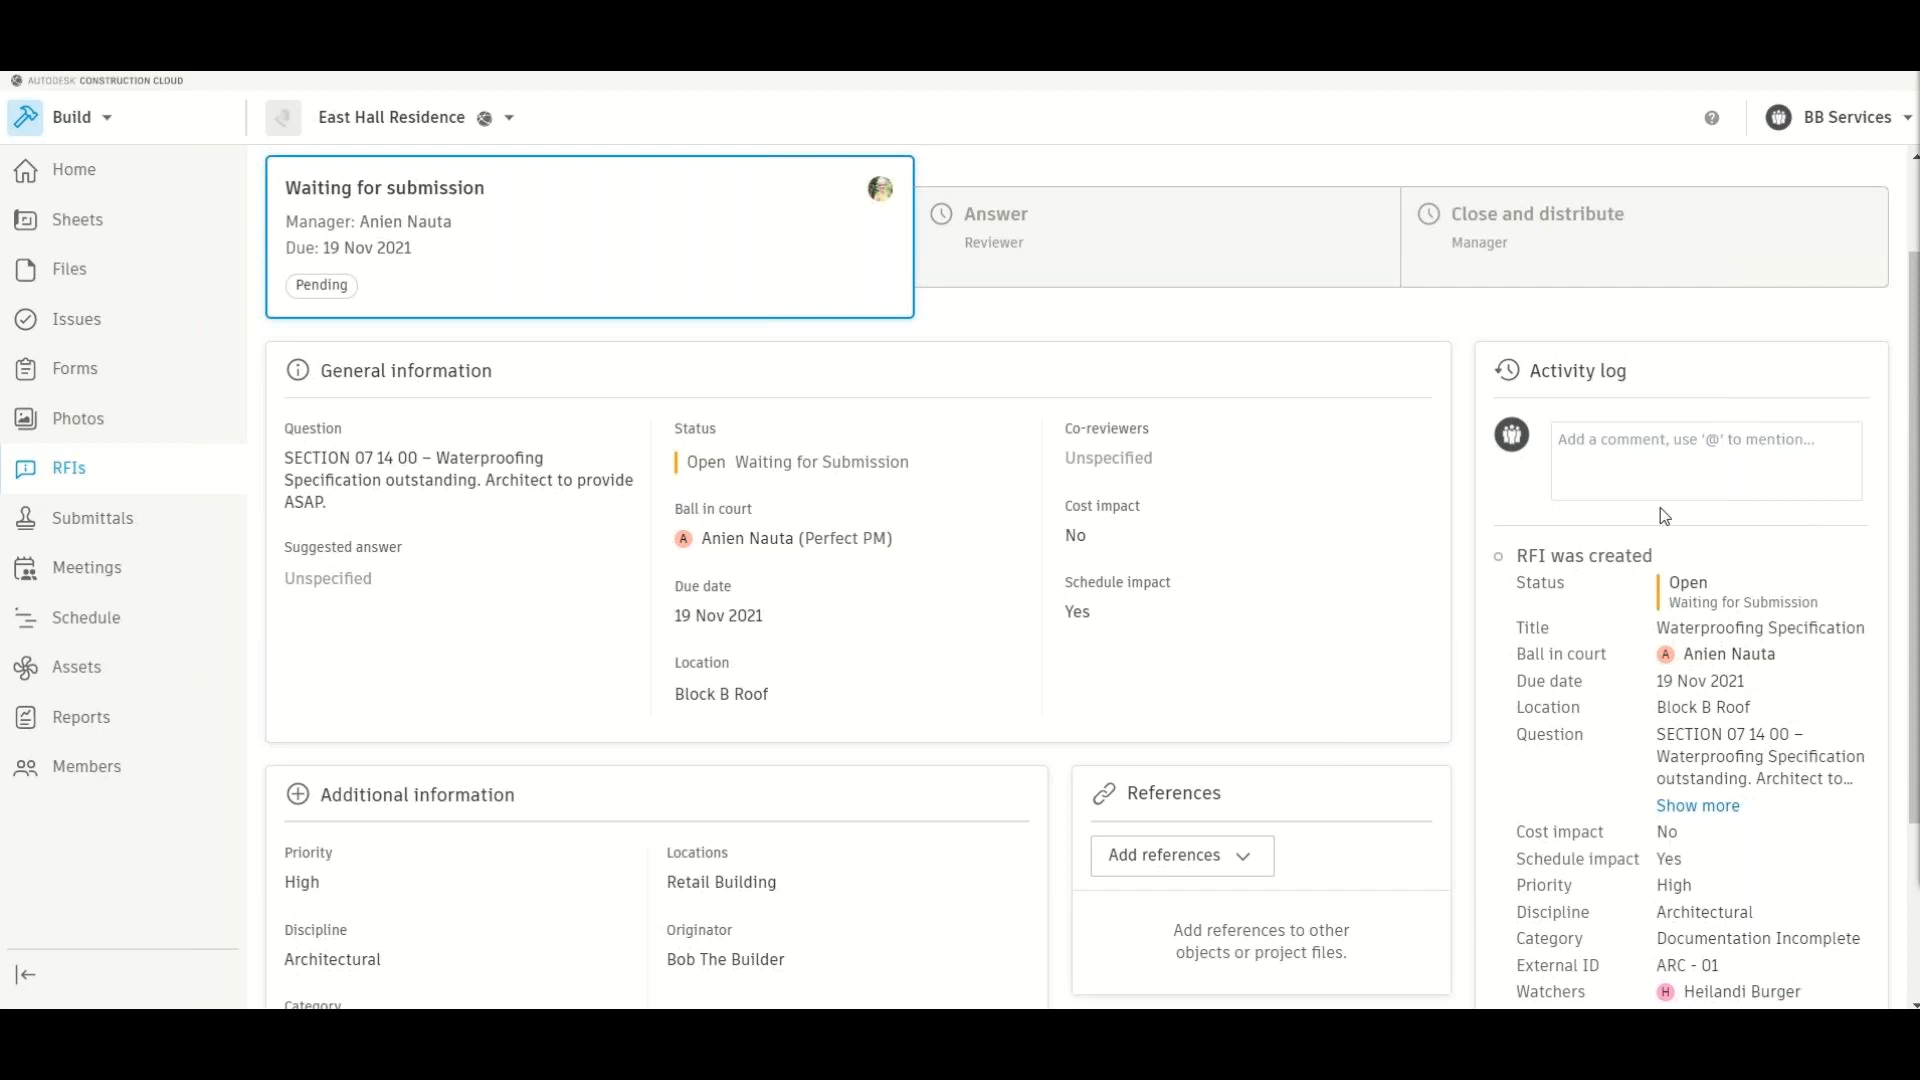 AUTODESK CONSTRUCTION CLOUD
Build
East Hall Residence
BB Services
Home
Sheets
Files
Issues
Forms
Photos
RFIs
Submittals
Meetings
Schedule
Assets
Reports
Members
Waiting for submission
Manager: Anien Nauta
Due: 19 Nov 2021
Pending
Answer
Reviewer
Close and distribute
Manager
General information
Question
SECTION 07 14 00 – Waterproofing
Specification outstanding. Architect to provide
ASAP.
Suggested answer
Unspecified
Status
Open Waiting for Submission
Ball in court
A Anien Nauta (Perfect PM)
Due date
19 Nov 2021
Location
Block B Roof
Co-reviewers
Unspecified
Cost impact
No
Schedule impact
Yes
Additional information
Priority
High
Discipline
Architectural
Category
Locations
Retail Building
Originator
Bob The Builder
References
Add references
Add references to other
objects or project files.
Activity log
Add a comment, use ‘@’ to mention...
RFI was created
Status Open
Waiting for Submission
Title Waterproofing Specification
Ball in court A Anien Nauta
Due date 19 Nov 2021
Location Block B Roof
Question SECTION 07 14 00 –
Waterproofing Specification
outstanding. Architect to...
Show more
Cost impact No
Schedule impact Yes
Priority High
Discipline Architectural
Category Documentation Incomplete
External ID ARC - 01
Watchers H Heilandi Burger